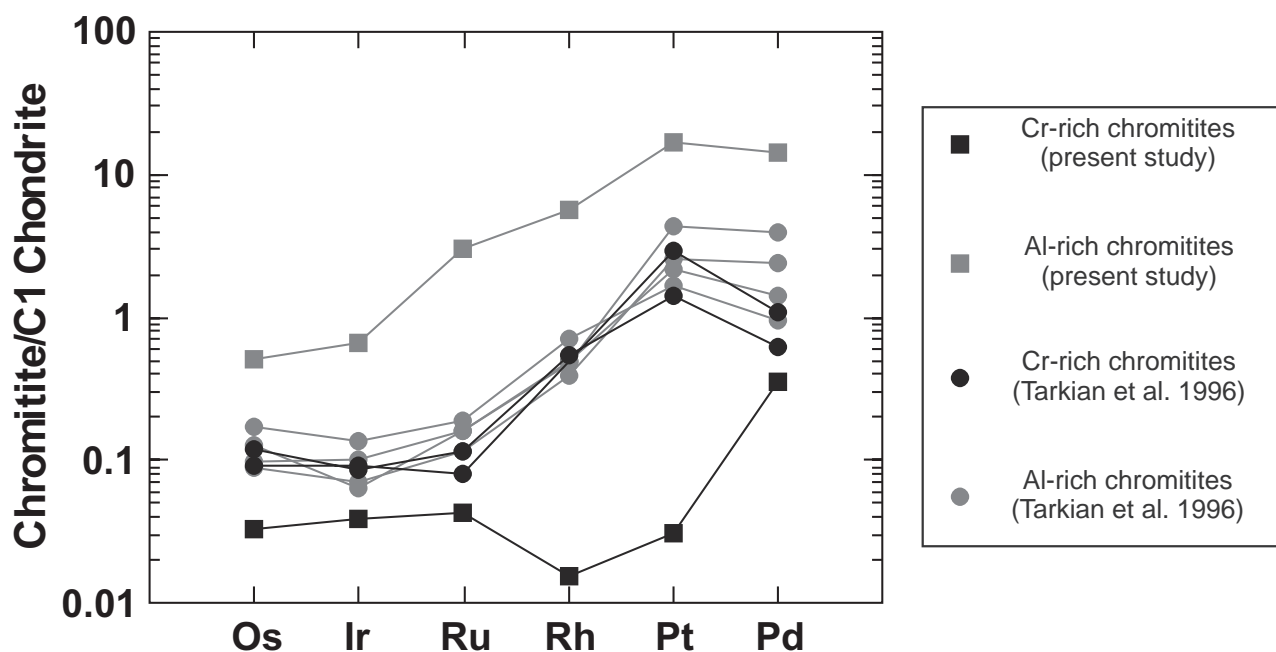 Chromitite/C1 Chondrite
100
10
1
0.1
0.01
Os Ir Ru Rh Pt Pd
Cr-rich chromitites
(present study)
Al-rich chromitites
(present study)
Cr-rich chromitites
(Tarkian et al. 1996)
Al-rich chromitites
(Tarkian et al. 1996)